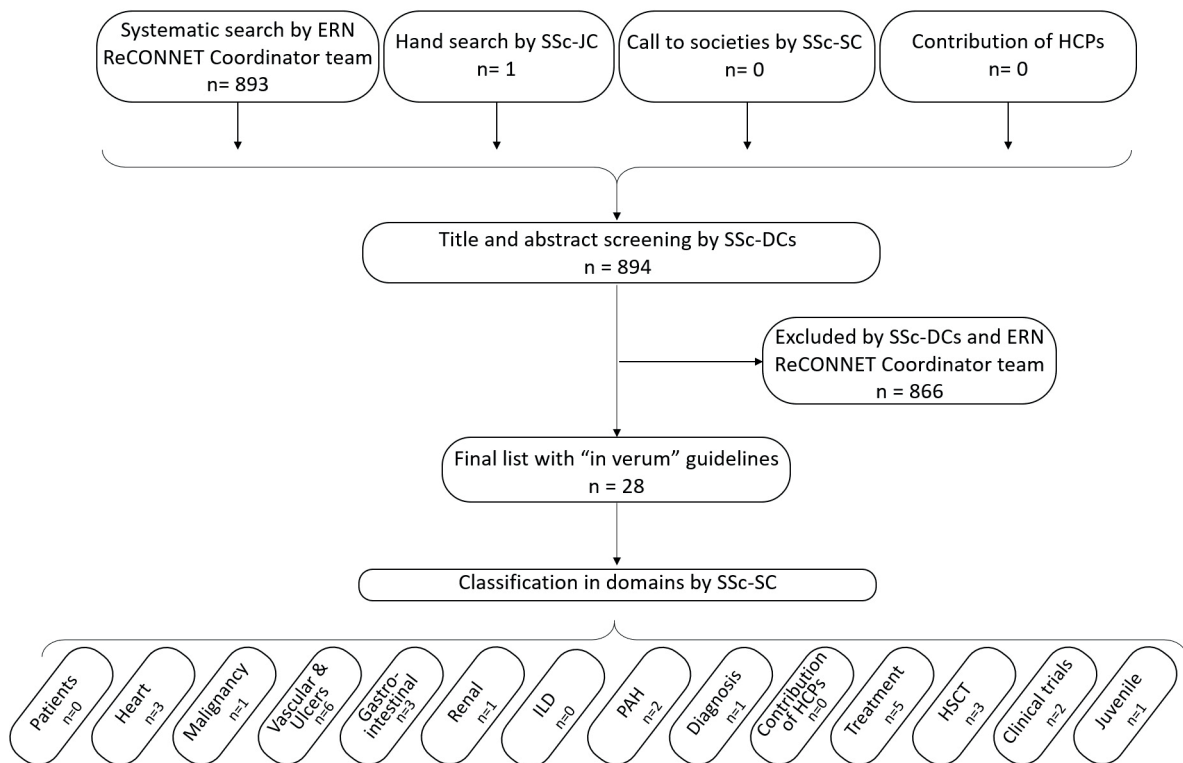 Systematic search by ERN
ReCONNET Coordinator team
n= 893
Hand search by SSc-JC
n= 1
Call to societies by SSc-SC
n= 0
Contribution of HCPs
n= 0
Title and abstract screening by SSc-DCs
n = 894
Excluded by SSc-DCs and ERN
ReCONNET Coordinator team
n = 866
Final list with “in verum” guidelines
n = 28
Classification in domains by SSc-SC
Patients
n=0
Heart
n=3
Malignancy
n=1
Vascular &
Ulcers
n=6
Gastro-
intestinal
n=3
Renal
n=1
ILD
n=0
PAH
n=2
Diagnosis
n=1
Contribution
of HCPs
n=0
Treatment
n=5
HSCT
n=3
Clinical trials
n=2
Juvenile
n=1